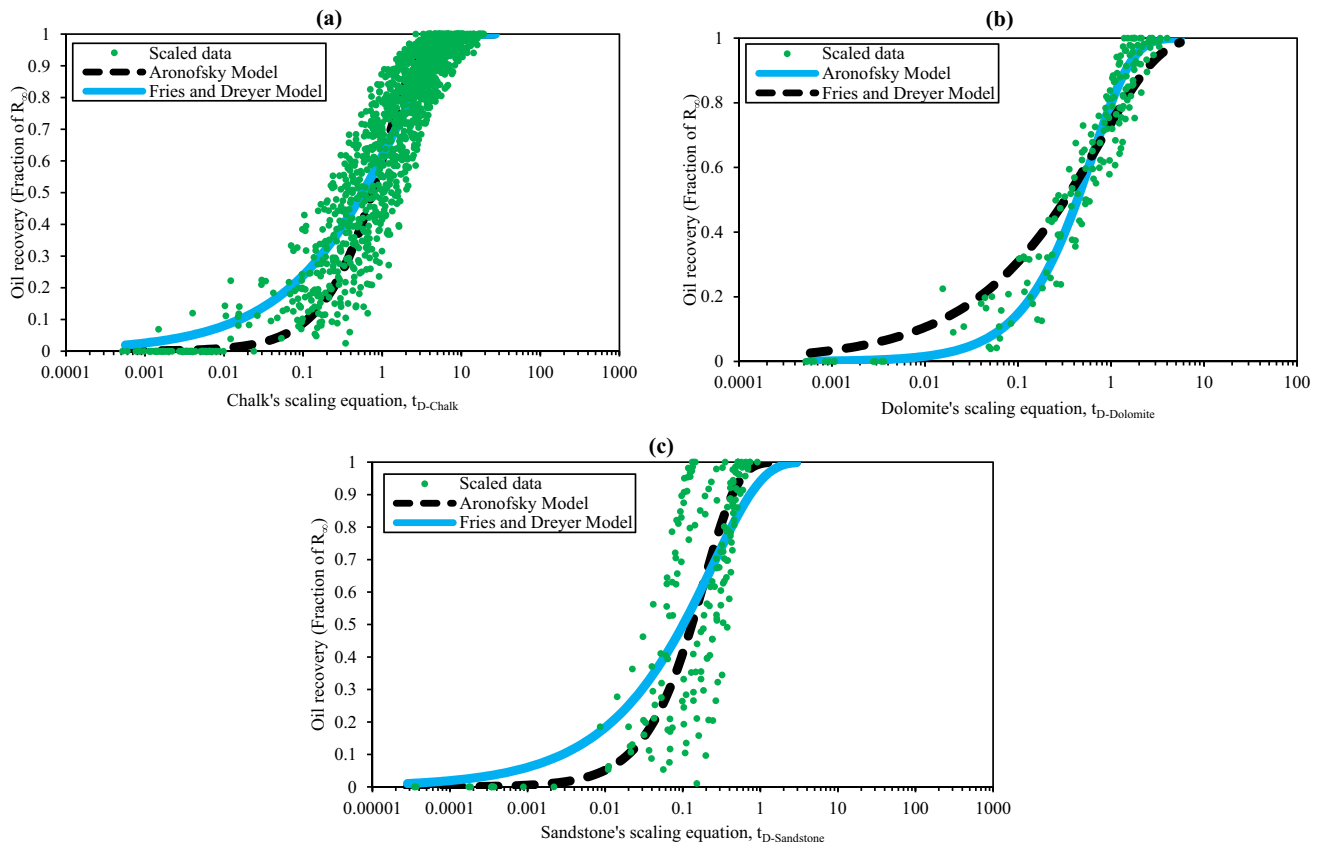 (a)
Scaled data
Aronofsky Model
Fries and Dreyer Model
Oil recovery (Fraction of R∞)
1
0.9
0.8
0.7
0.6
0.5
0.4
0.3
0.2
0.1
0
0.0001 0.001 0.01 0.1 1 10 100 1000
Chalk's scaling equation, tD-Chalk
(b)
Scaled data
Aronofsky Model
Fries and Dreyer Model
Oil recovery (Fraction of R∞)
1
0.8
0.6
0.4
0.2
0
0.0001 0.001 0.01 0.1 1 10 100
Dolomite's scaling equation, tD-Dolomite
(c)
Scaled data
Aronofsky Model
Fries and Dreyer Model
Oil recovery (Fraction of R∞)
1
0.9
0.8
0.7
0.6
0.5
0.4
0.3
0.2
0.1
0
0.00001 0.0001 0.001 0.01 0.1 1 10 100 1000
Sandstone's scaling equation, tD-Sandstone